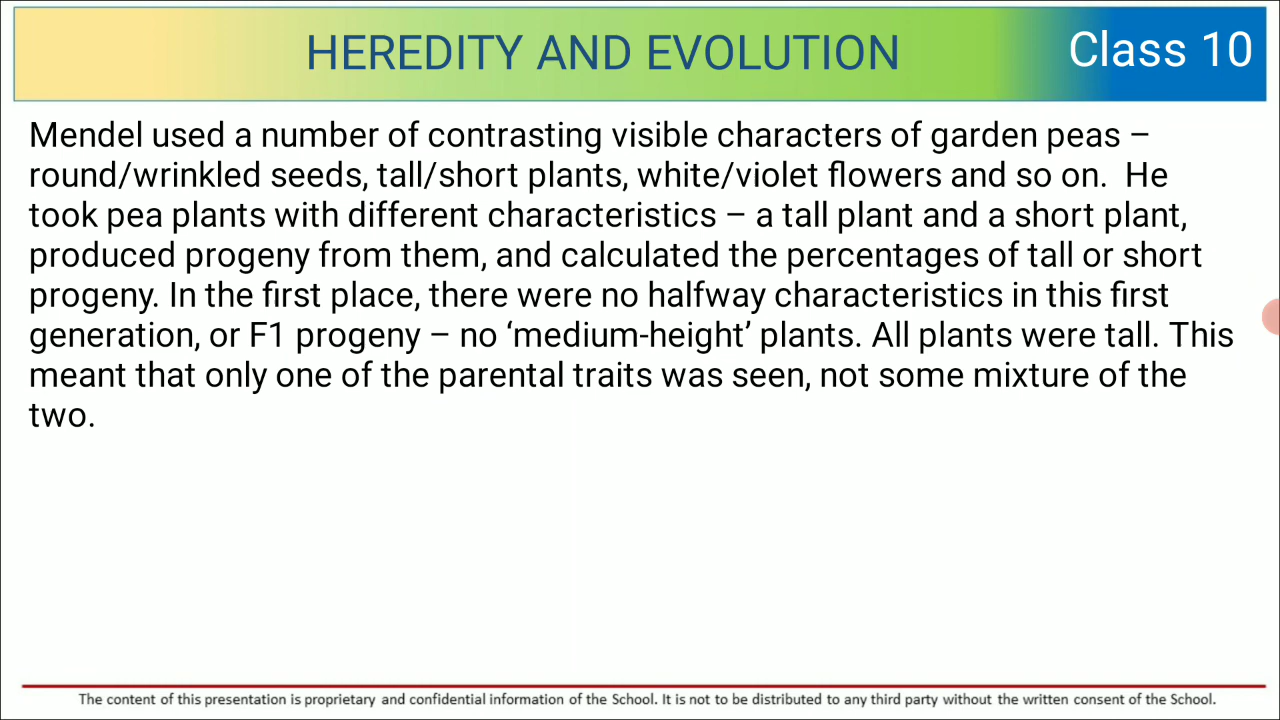 HEREDITY AND EVOLUTION
Class 10
Mendel used a number of contrasting visible characters of garden peas –
round/wrinkled seeds, tall/short plants, white/violet flowers and so on.  He
took pea plants with different characteristics – a tall plant and a short plant,
produced progeny from them, and calculated the percentages of tall or short
progeny. In the first place, there were no halfway characteristics in this first
generation, or F1 progeny – no ‘medium-height’ plants. All plants were tall. This
meant that only one of the parental traits was seen, not some mixture of the
two.
The content of this presentation is proprietary and confidential information of the School. It is not to be distributed to any third party without the written consent of the School.